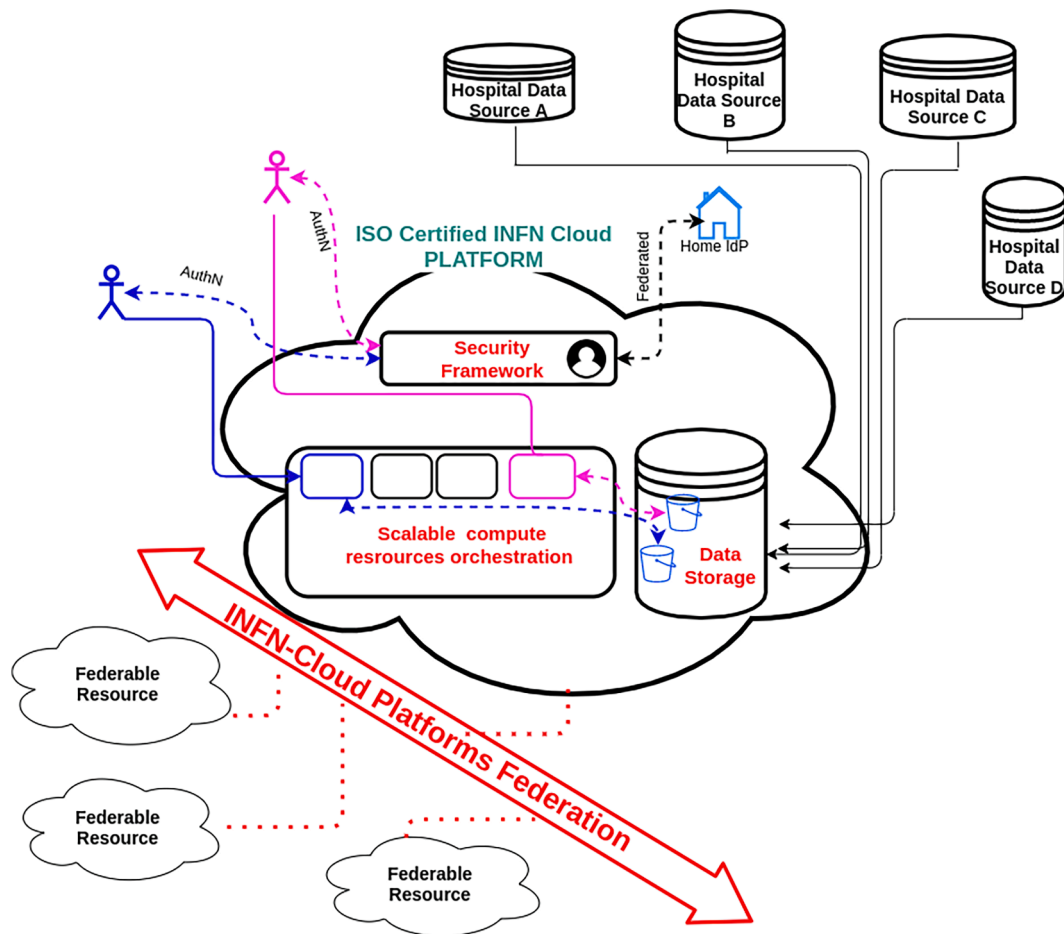 Hospital Data
Source A
Hospital
Data Source
B
Hospital Data
Source C
Hospital
Data
Source D
AuthN
AuthN
ISO Certified INFN Cloud
PLATFORM
Federated
Home IdP
Security
Framework
Scalable compute
resrources orchestration
Data
Storage
INFN-Cloud Platforms Federation
Federable
Resource
Federable
Resource
Federable
Resource